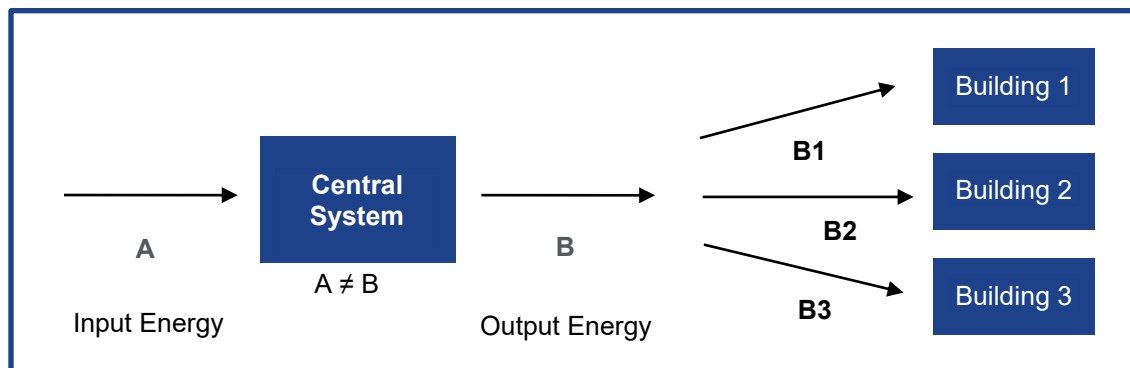 Building 1
B1
Central
System
Building 2
A
B
B2
A ≠ B
Building 3
B3
Input Energy
Output Energy